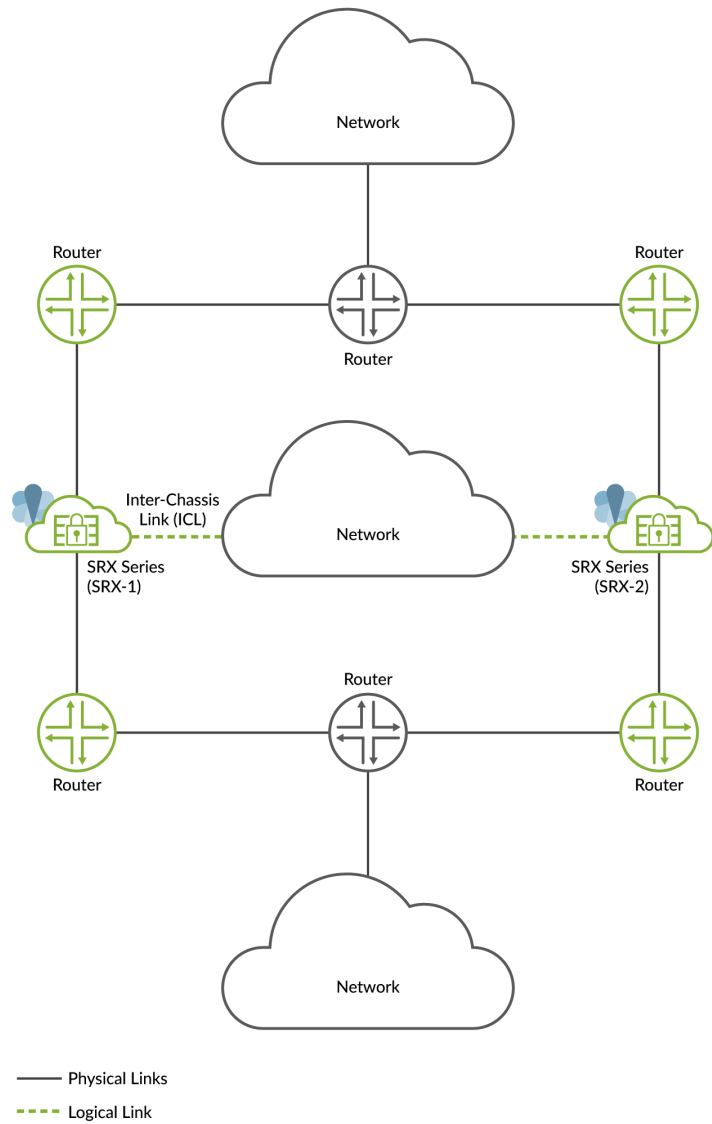 Network
Router
Router
Router
Inter-Chassis
Link (ICL)
Network
SRX Series
(SRX-1)
SRX Series
(SRX-2)
Router
Router
Router
Network
Physical Links
Logical Link